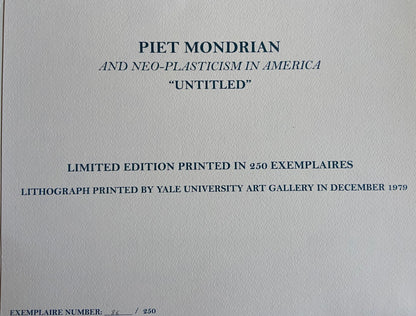 PIET MONDRIAN
AND NEO-PLASTICISM IN AMERICA
“UNTITLED”
LIMITED EDITION PRINTED IN 250 EXEMPLAIRES
LITHOGRAPH PRINTED BY YALE UNIVERSITY ART GALLERY IN DECEMBER 1979
EXEMPLAIRE NUMBER: / 250